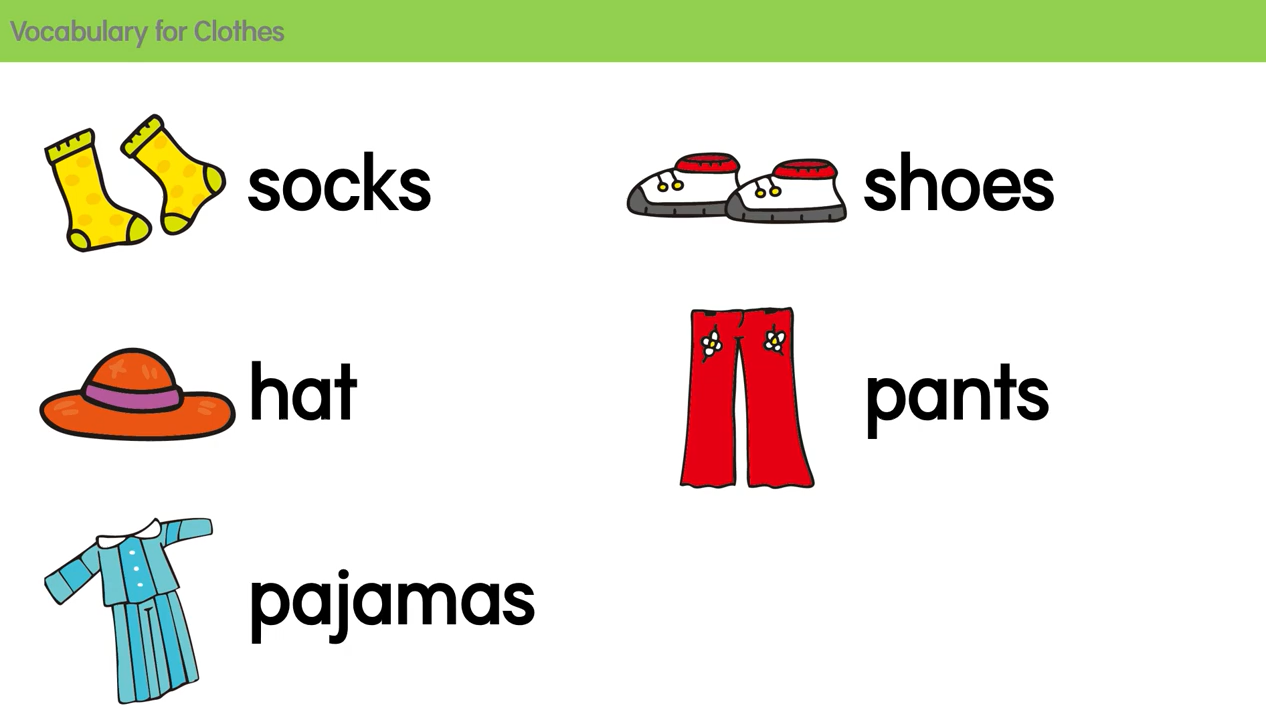 Vocabulary for Clothes
socks
shoes
hat
pants
pajamas